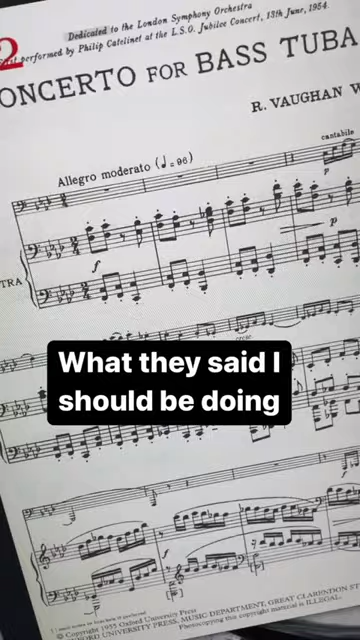 2
Dedicated to the London Symphony Orchestra
performed by Philip Catelinet at the L.S.O. Jubilee Concert, 13th June, 1954.
ONCERTO FOR BASS TUBA
R. VAUGHAN W
Allegro moderato (♩=96)
cantabile
p
f
p
TRA
What they said I
should be doing
f
f
© Copyright 1955 Oxford University Press
OXFORD UNIVERSITY PRESS, MUSIC DEPARTMENT, GREAT CLARENDON ST
Photocopying this copyright material is ILLEGAL.